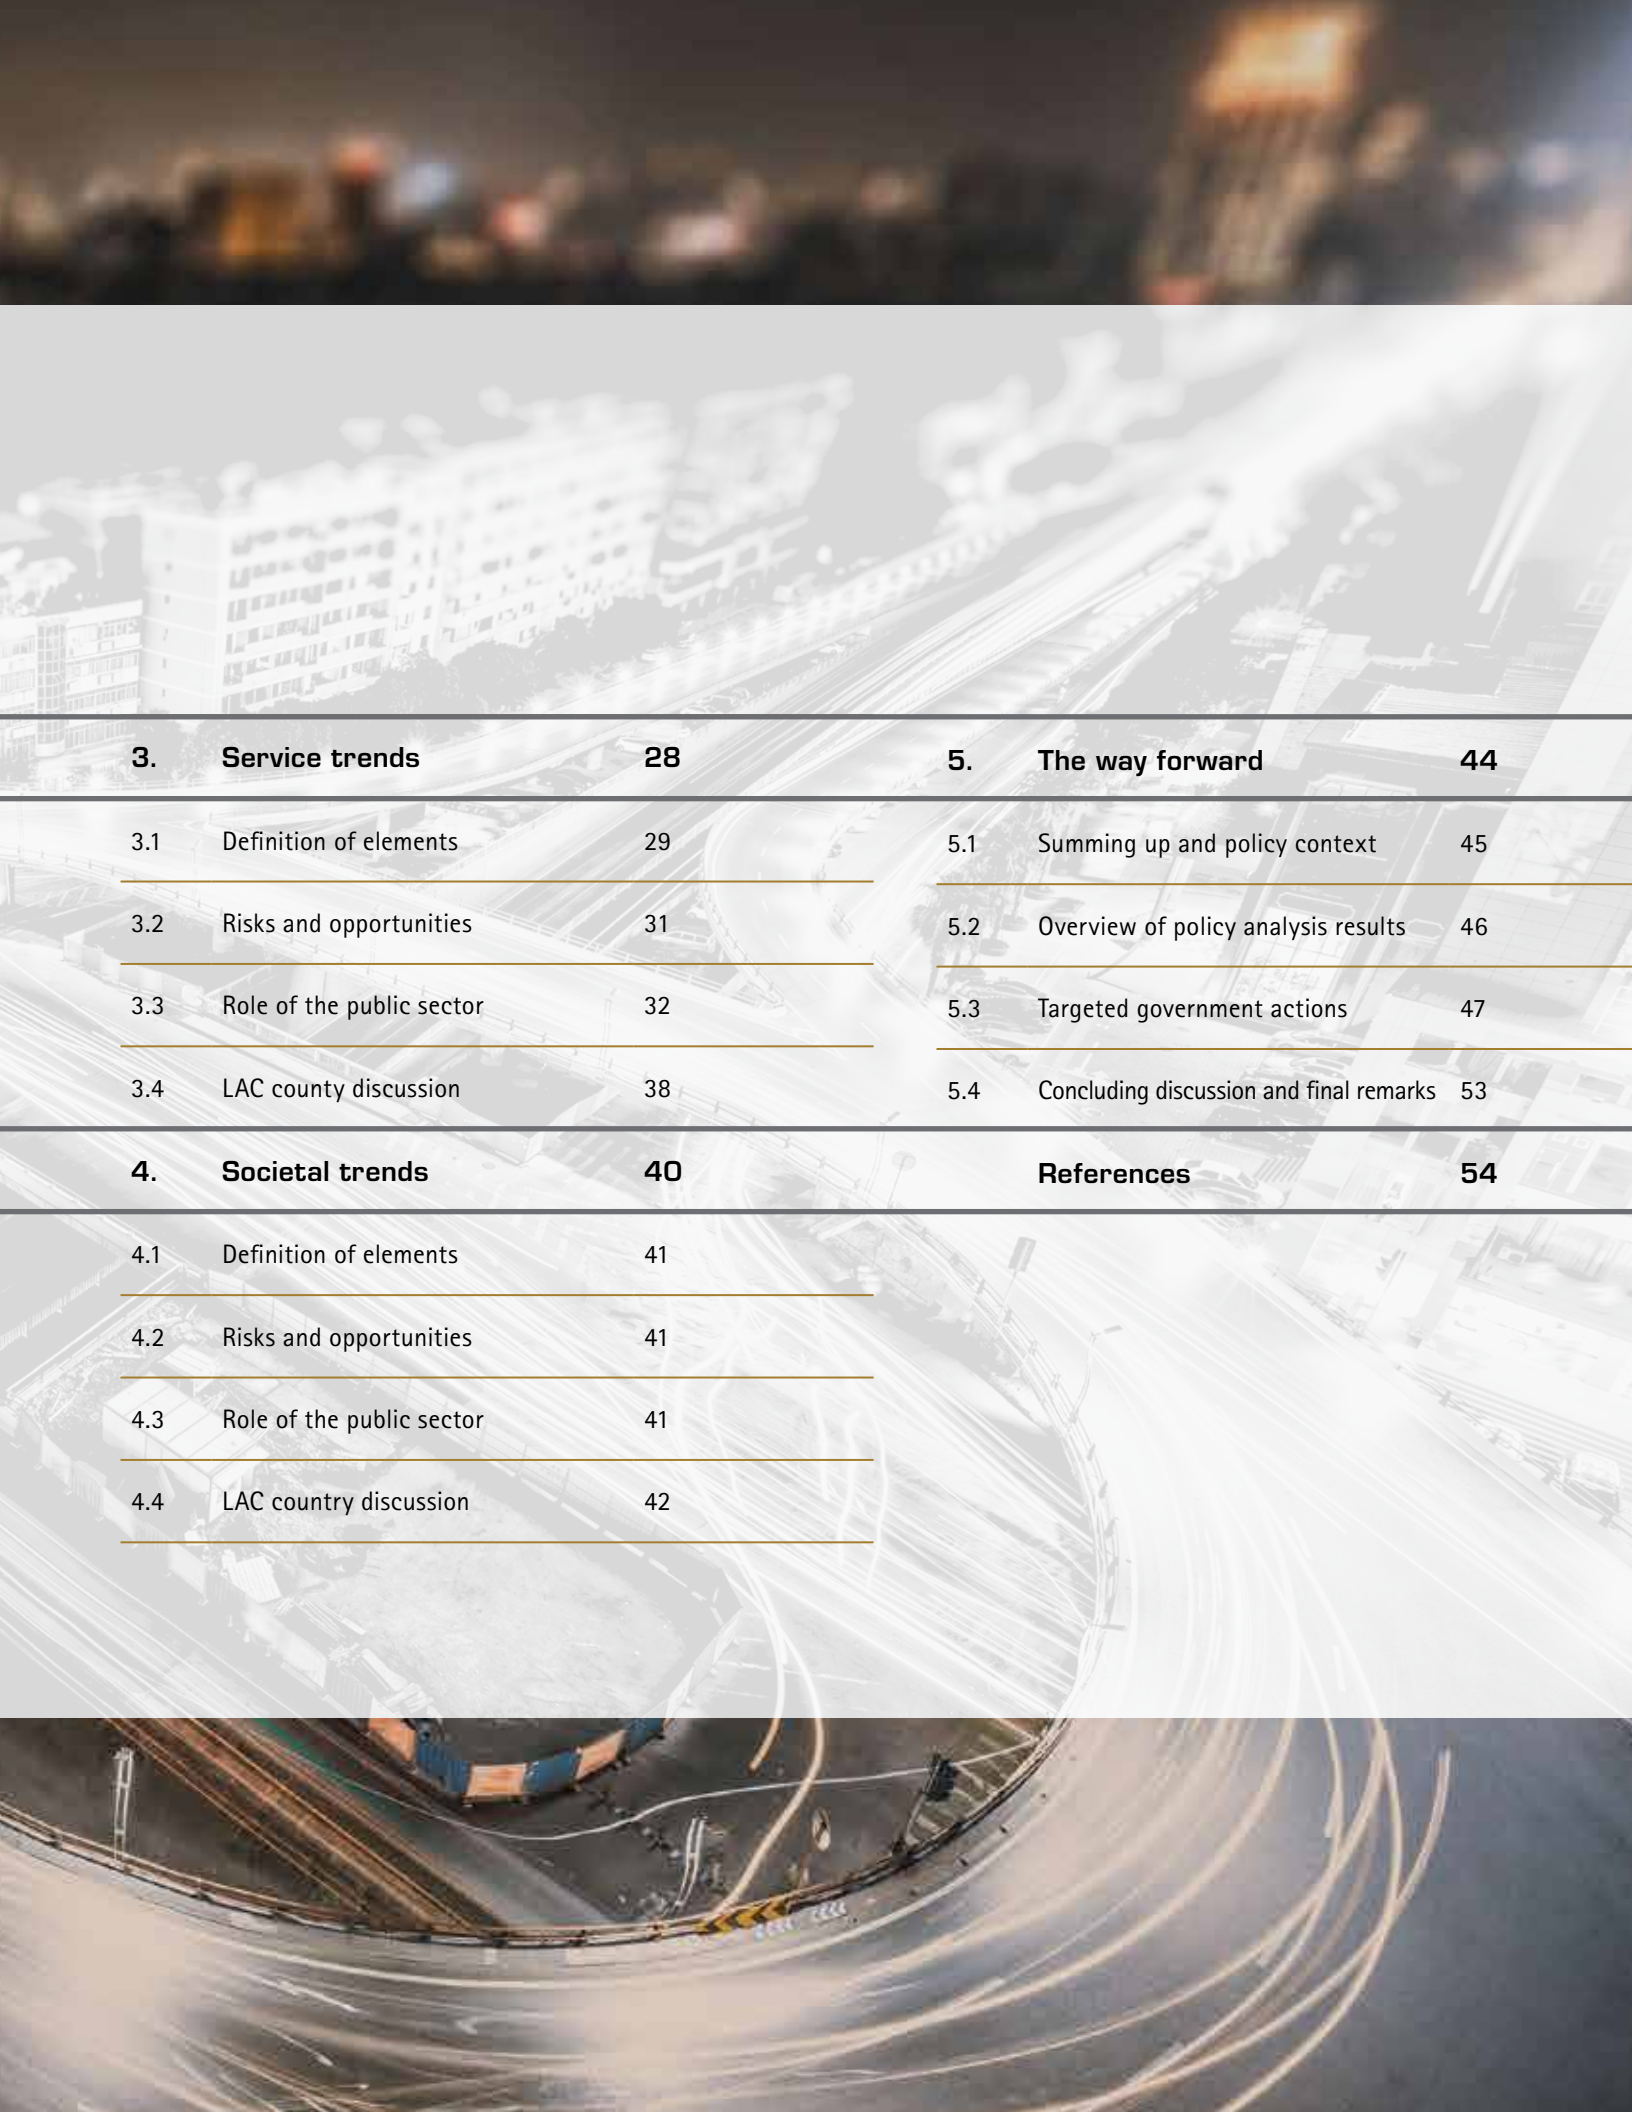 3. Service trends 28
3.1 Definition of elements 29
3.2 Risks and opportunities 31
3.3 Role of the public sector 32
3.4 LAC county discussion 38
4. Societal trends 40
4.1 Definition of elements 41
4.2 Risks and opportunities 41
4.3 Role of the public sector 41
4.4 LAC country discussion 42
5. The way forward 44
5.1 Summing up and policy context 45
5.2 Overview of policy analysis results 46
5.3 Targeted government actions 47
5.4 Concluding discussion and final remarks 53
References 54